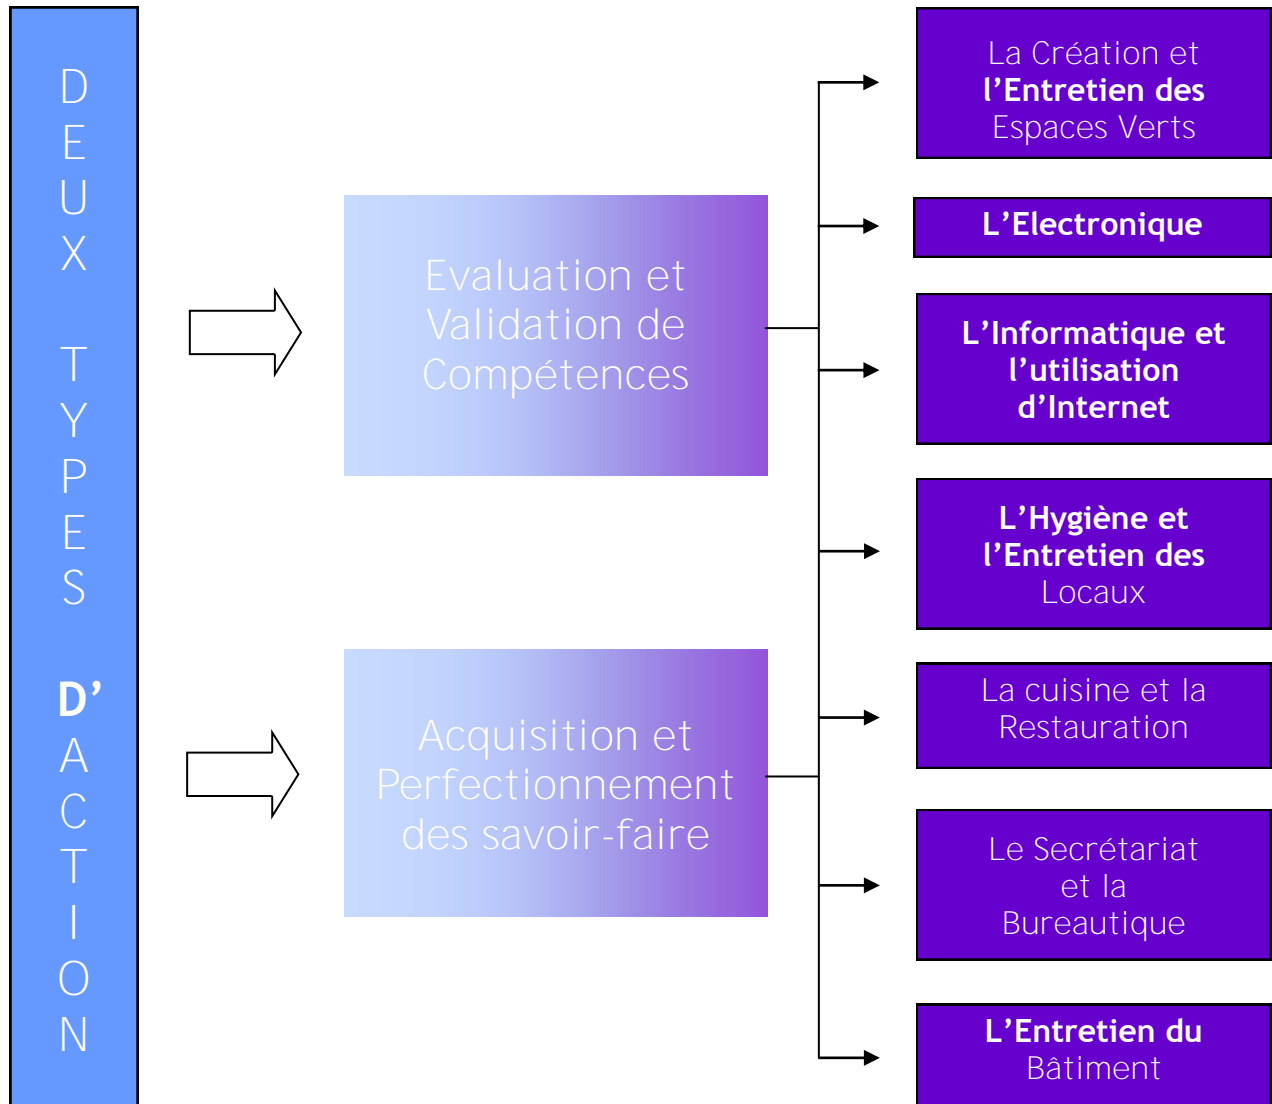 DEUX TYPES D'ACTION
Evaluation et
Validation de
Compétences
Acquisition et
Perfectionnement
des savoir-faire
La Création et
l’Entretien des
Espaces Verts
L’Electronique
L’Informatique et
l’utilisation
d’Internet
L’Hygiène et
l’Entretien des
Locaux
La cuisine et la
Restauration
Le Secrétariat
et la
Bureautique
L’Entretien du
Bâtiment